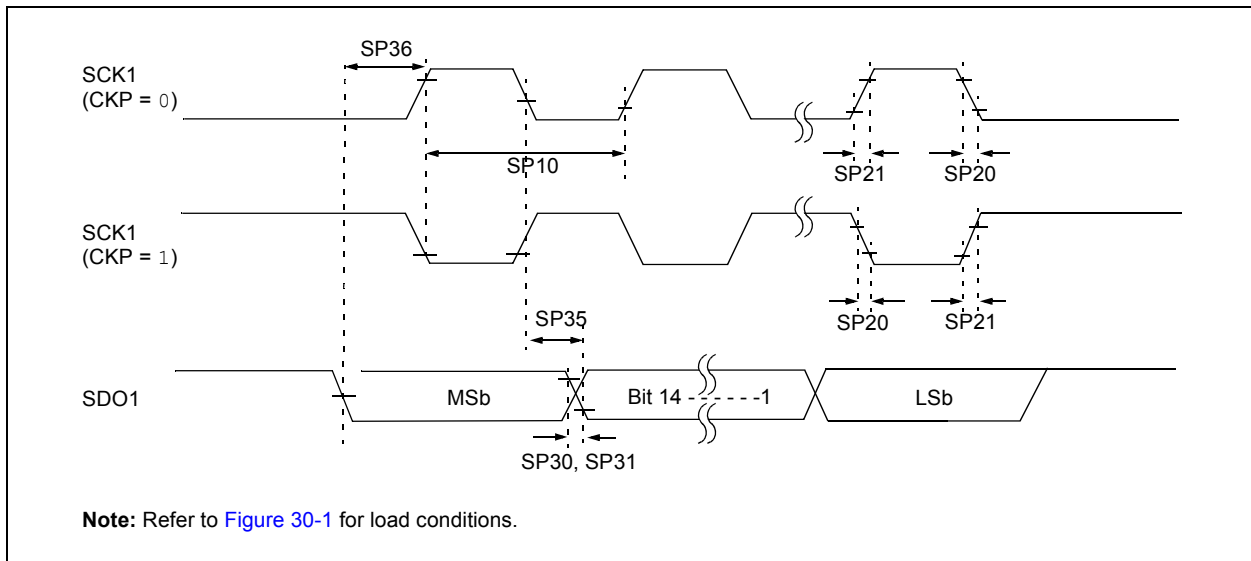 SP36
SCK1
(CKP = 0)
SP10
SP21
SP20
SCK1
(CKP = 1)
SP35
SP20
SP21
SDO1
MSb
Bit 14 - - - - - -1
LSb
SP30, SP31
Note: Refer to Figure 30-1 for load conditions.